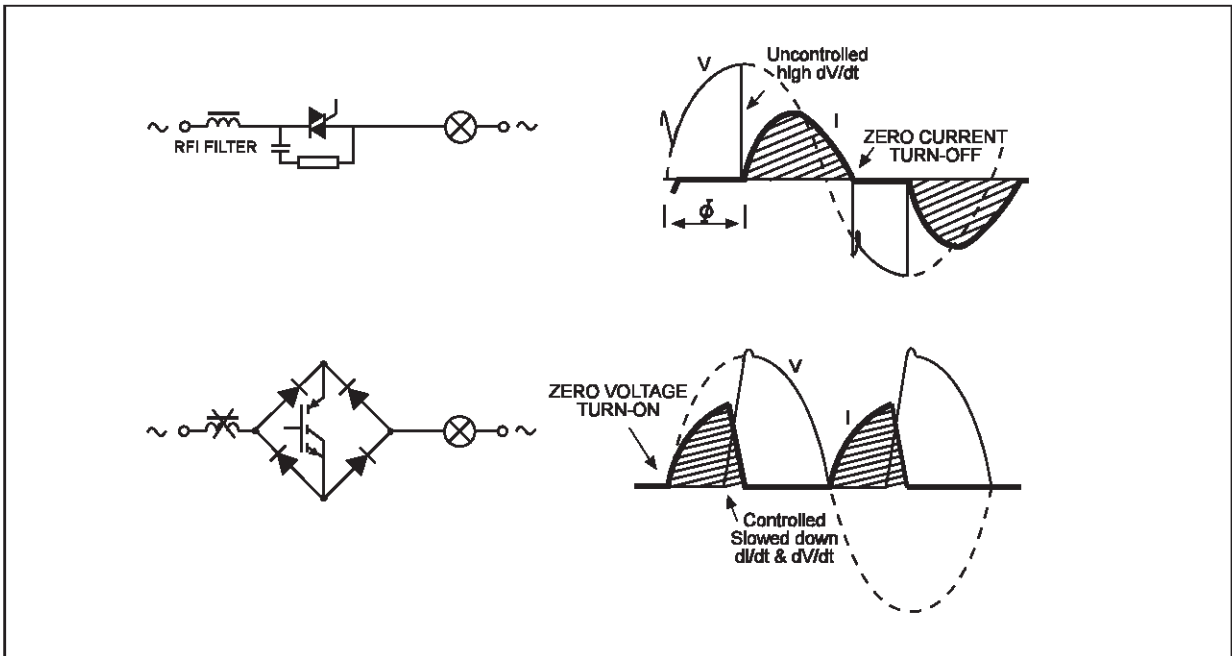 Uncontrolled
high dV/dt
V
I
ZERO CURRENT
TURN-OFF
RFI FILTER
∼
∼
Φ
ZERO VOLTAGE
TURN-ON
V
I
∼
∼
Controlled
Slowed down
dI/dt & dV/dt